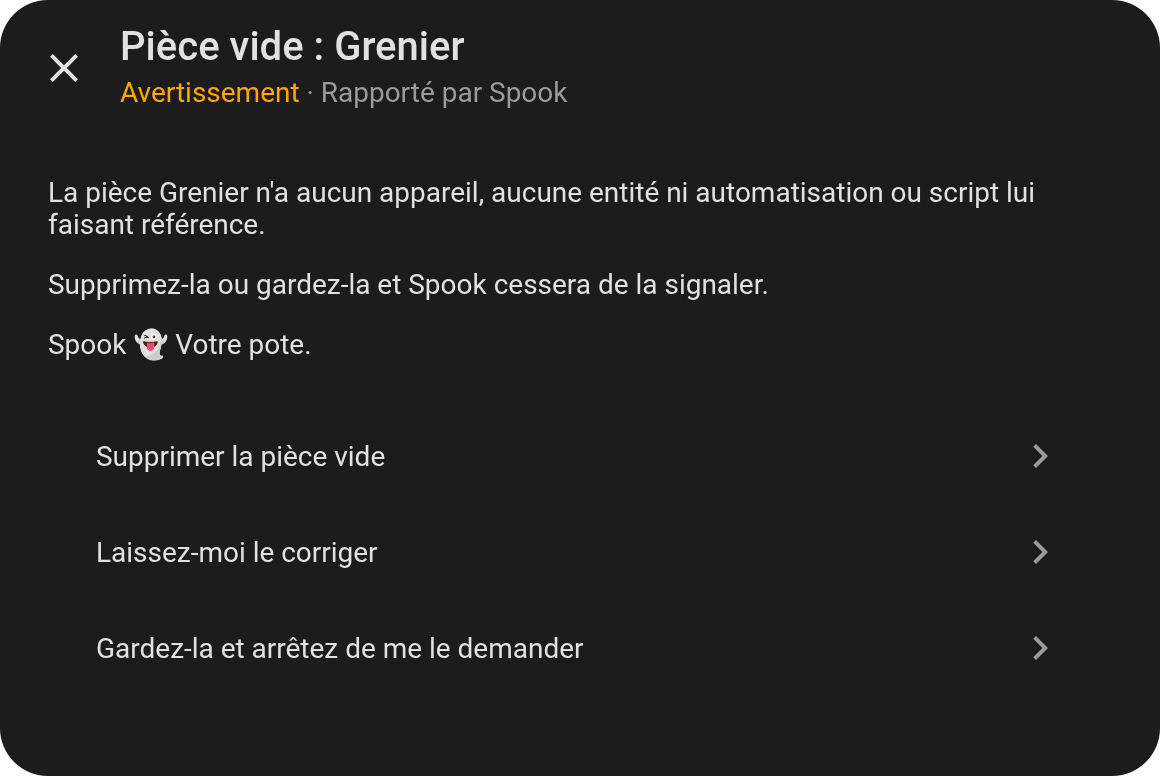 Pièce vide : Grenier
Avertissement · Rapporté par Spook
La pièce Grenier n'a aucun appareil, aucune entité ni automatisation ou script lui
faisant référence.
Supprimez-la ou gardez-la et Spook cessera de la signaler.
Spook 👻 Votre pote.
Supprimer la pièce vide
Laissez-moi le corriger
Gardez-la et arrêtez de me le demander